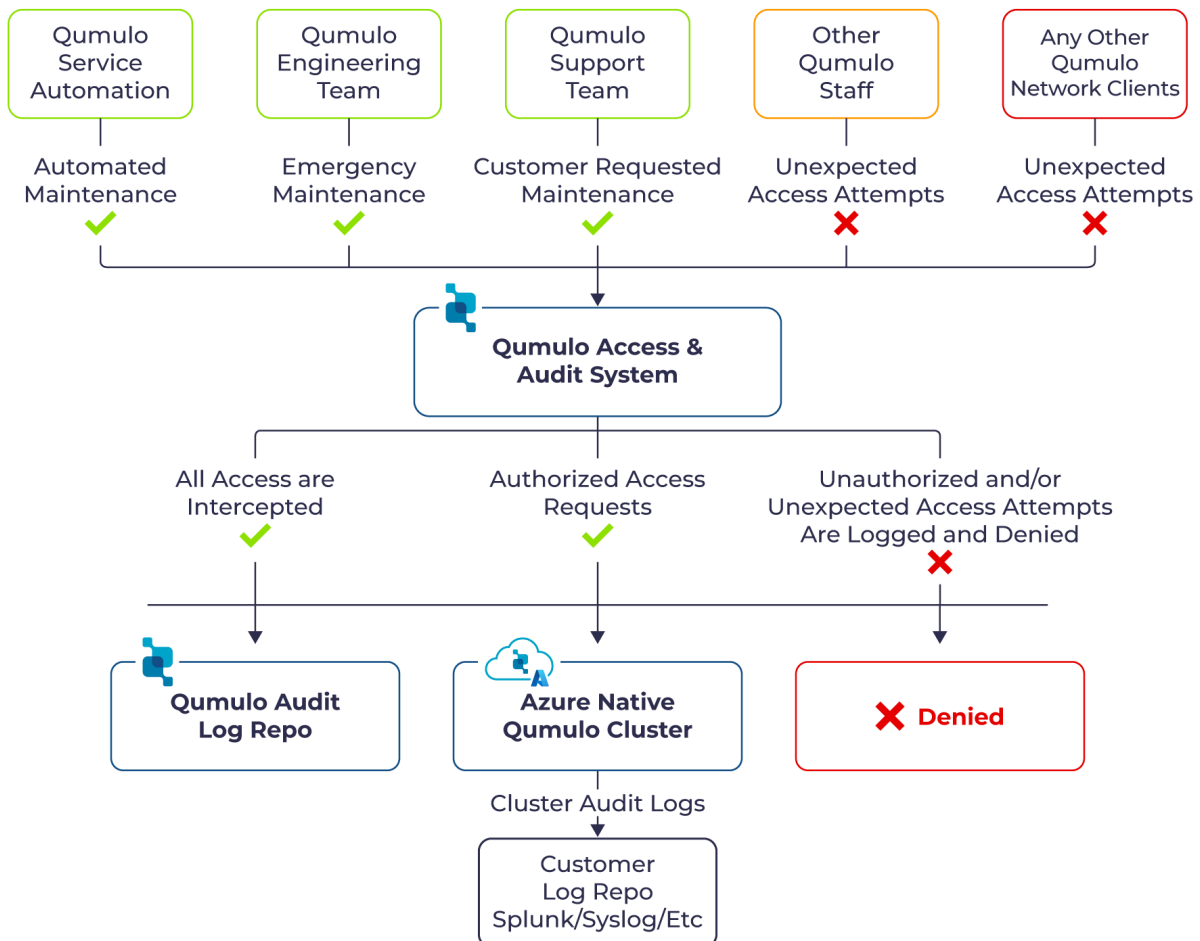 Qumulo
Service
Automation
Qumulo
Engineering
Team
Qumulo
Support
Team
Other
Qumulo
Staff
Any Other
Qumulo
Network Clients
Automated
Maintenance
Emergency
Maintenance
Customer Requested
Maintenance
Unexpected
Access Attempts
Unexpected
Access Attempts
Qumulo Access &
Audit System
All Access are
Intercepted
Authorized Access
Requests
Unauthorized and/or
Unexpected Access Attempts
Are Logged and Denied
Qumulo Audit
Log Repo
Azure Native
Qumulo Cluster
Denied
Cluster Audit Logs
Customer
Log Repo
Splunk/Syslog/Etc